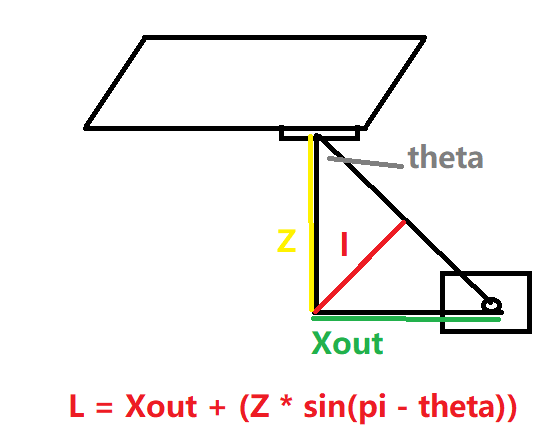 theta
Z
l
Xout
L = Xout + (Z * sin(pi - theta))